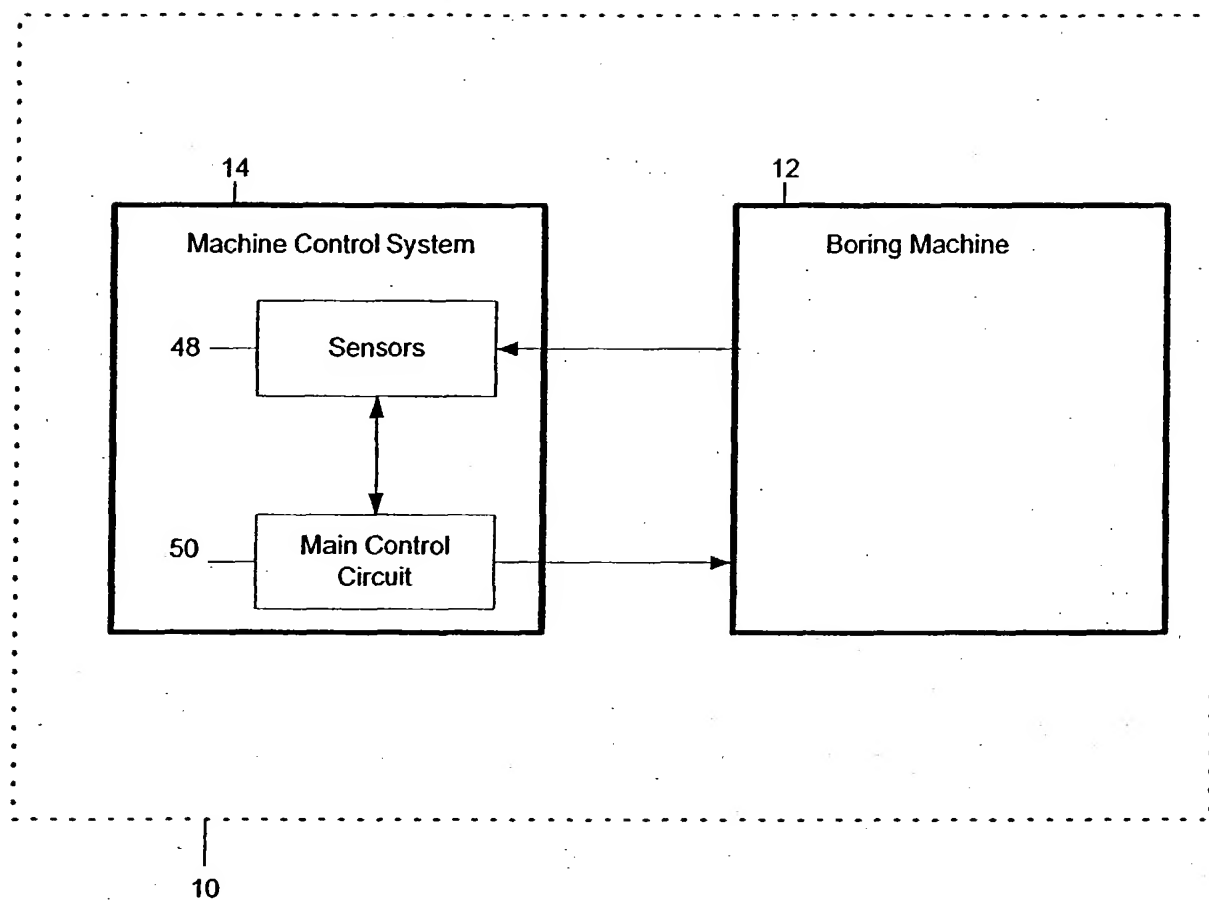 14
12
Machine Control System
Boring Machine
48
Sensors
50
Main Control
Circuit
10